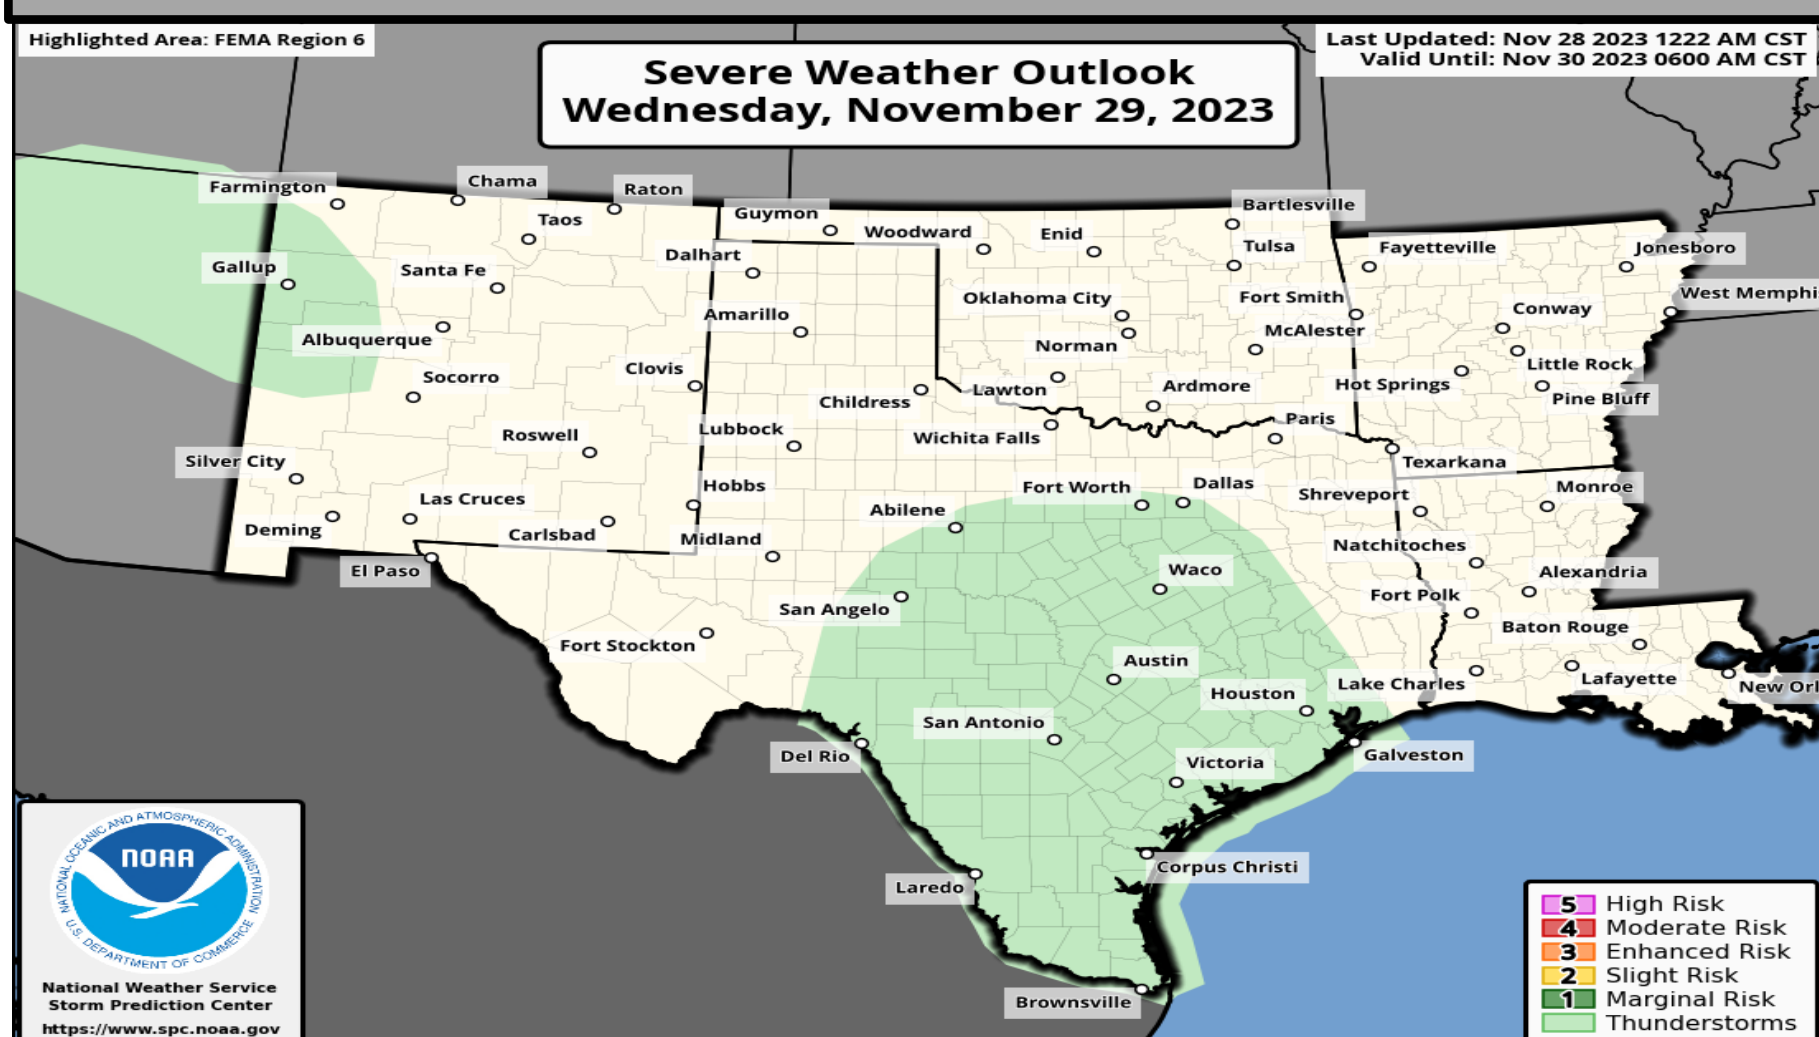 Highlighted Area: FEMA Region 6
Severe Weather Outlook
Wednesday, November 29, 2023
Last Updated: Nov 28 2023 1222 AM CST
Valid Until: Nov 30 2023 0600 AM CST
Farmington
Chama
Raton
Taos
Guymon
Woodward
Enid
Bartlesville
Tulsa
Fayetteville
Jonesboro
Gallup
Santa Fe
Dalhart
Oklahoma City
Fort Smith
West Memphi
Albuquerque
Amarillo
Norman
McAlester
Conway
Little Rock
Socorro
Clovis
Childress
Lawton
Ardmore
Hot Springs
Pine Bluff
Roswell
Lubbock
Wichita Falls
Paris
Texarkana
Silver City
Las Cruces
Hobbs
Fort Worth
Dallas
Shreveport
Monroe
Deming
Carlsbad
Midland
Abilene
Natchitoches
El Paso
Waco
Alexandria
San Angelo
Fort Polk
Fort Stockton
Baton Rouge
Austin
Houston
Lake Charles
Lafayette
New Orl
San Antonio
Del Rio
Victoria
Galveston
Laredo
Corpus Christi
Brownsville
NATIONAL OCEANIC AND ATMOSPHERIC ADMINISTRATION
NOAA
U.S. DEPARTMENT OF COMMERCE
National Weather Service
Storm Prediction Center
https://www.spc.noaa.gov
5 High Risk
4 Moderate Risk
3 Enhanced Risk
2 Slight Risk
1 Marginal Risk
Thunderstorms